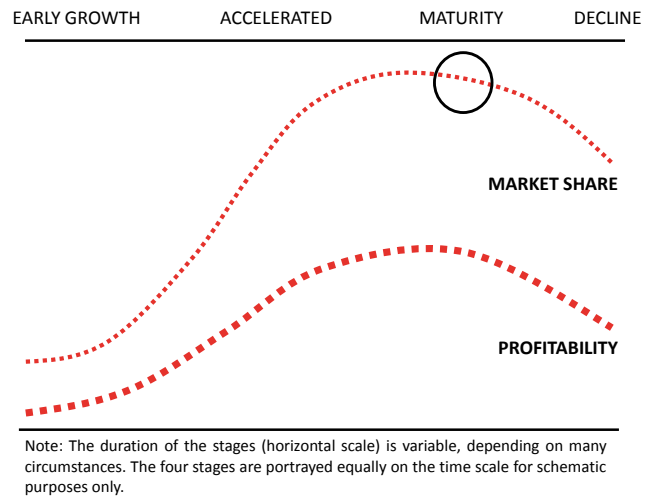 EARLY GROWTH ACCELERATED MATURITY DECLINE
MARKET SHARE
PROFITABILITY
Note: The duration of the stages (horizontal scale) is variable, depending on many
circumstances. The four stages are portrayed equally on the time scale for schematic
purposes only.